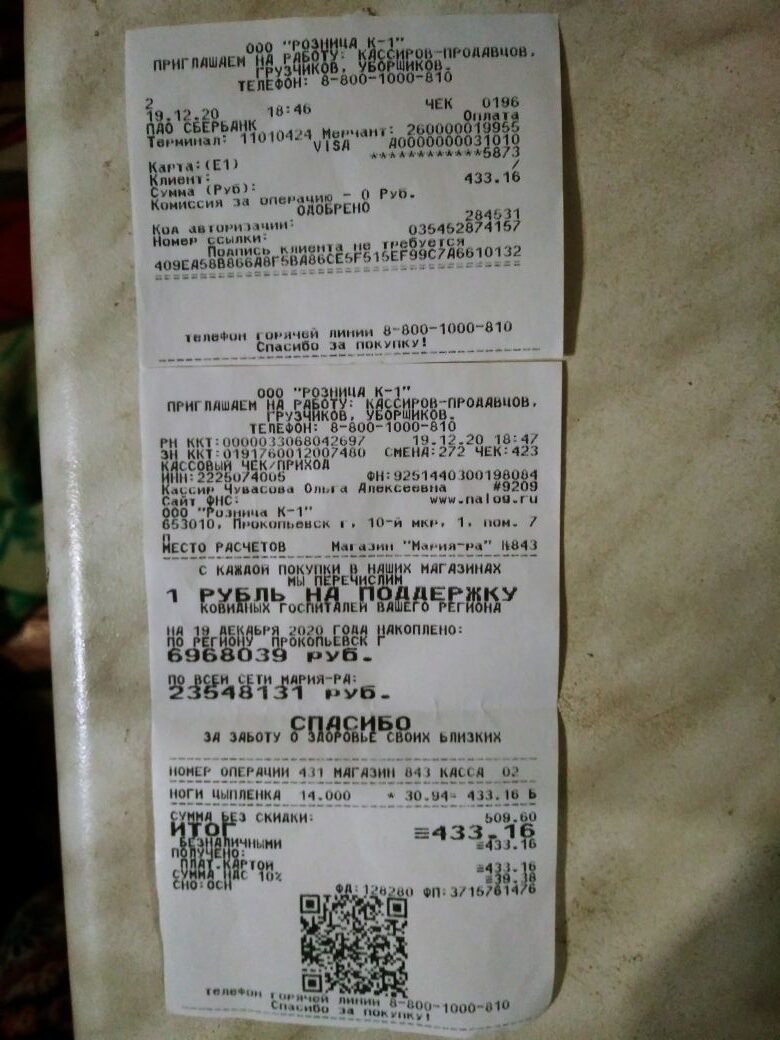 ООО "РОЗНИЦА К-1"
ПРИГЛАШАЕМ НА РАБОТУ: КАССИРОВ-ПРОДАВЦОВ,
ГРУЗЧИКОВ, УБОРЩИКОВ.
ТЕЛЕФОН: 8-800-1000-810
2
19.12.20 18:46 ЧЕК 0196
ПАО СБЕРБАНК Оплата
Терминал: 11010424 Мерчант: 260000019955
VISA A0000000031010
Карта:(E1) ************5873
Клиент: /
Сумма (Руб): 433.16
Комиссия за операцию - 0 Руб.
ОДОБРЕНО
Код авторизации: 284531
Номер ссылки: 035452874157
Подпись клиента не требуется
409EA58B866A8F5BA86CE5F515EF99C7A6610132
телефон горячей линии 8-800-1000-810
Спасибо за покупку!
ООО "РОЗНИЦА К-1"
ПРИГЛАШАЕМ НА РАБОТУ: КАССИРОВ-ПРОДАВЦОВ,
ГРУЗЧИКОВ, УБОРЩИКОВ.
ТЕЛЕФОН: 8-800-1000-810
РН ККТ:0000033068042697 19.12.20 18:47
ЗН ККТ:0191760012007480 СМЕНА:272 ЧЕК:423
КАССОВЫЙ ЧЕК/ПРИХОД
ИНН:2225074005 ФН:9251440300198084
Кассир Чувасова Ольга Алексеевна #9209
Сайт ФНС: www.nalog.ru
ООО "Розница К-1"
653010, Прокопьевск г, 10-й мкр, 1, пом. 7
п
МЕСТО РАСЧЕТОВ Магазин "Мария-ра" №843
С КАЖДОЙ ПОКУПКИ В НАШИХ МАГАЗИНАХ
МЫ ПЕРЕЧИСЛИМ
1 РУБЛЬ НА ПОДДЕРЖКУ
КОВИДНЫХ ГОСПИТАЛЕЙ ВАШЕГО РЕГИОНА
НА 19 ДЕКАБРЯ 2020 ГОДА НАКОПЛЕНО:
ПО РЕГИОНУ ПРОКОПЬЕВСК Г
6968039 руб.
ПО ВСЕЙ СЕТИ МАРИЯ-РА:
23548131 руб.
СПАСИБО
ЗА ЗАБОТУ О ЗДОРОВЬЕ СВОИХ БЛИЗКИХ
НОМЕР ОПЕРАЦИИ 431 МАГАЗИН 843 КАССА 02
НОГИ ЦЫПЛЕНКА 14.000 * 30.94= 433.16 Б
СУММА БЕЗ СКИДКИ: 509.60
ИТОГ ≡433.16
БЕЗНАЛИЧНЫМИ ≡433.16
ПОЛУЧЕНО:
ПЛАТ.КАРТОЙ ≡433.16
СУММА НДС 10% ≡39.38
СНО:ОСН ФД:128280 ФП:3715761476
телефон горячей линии 8-800-1000-810
Спасибо за покупку!